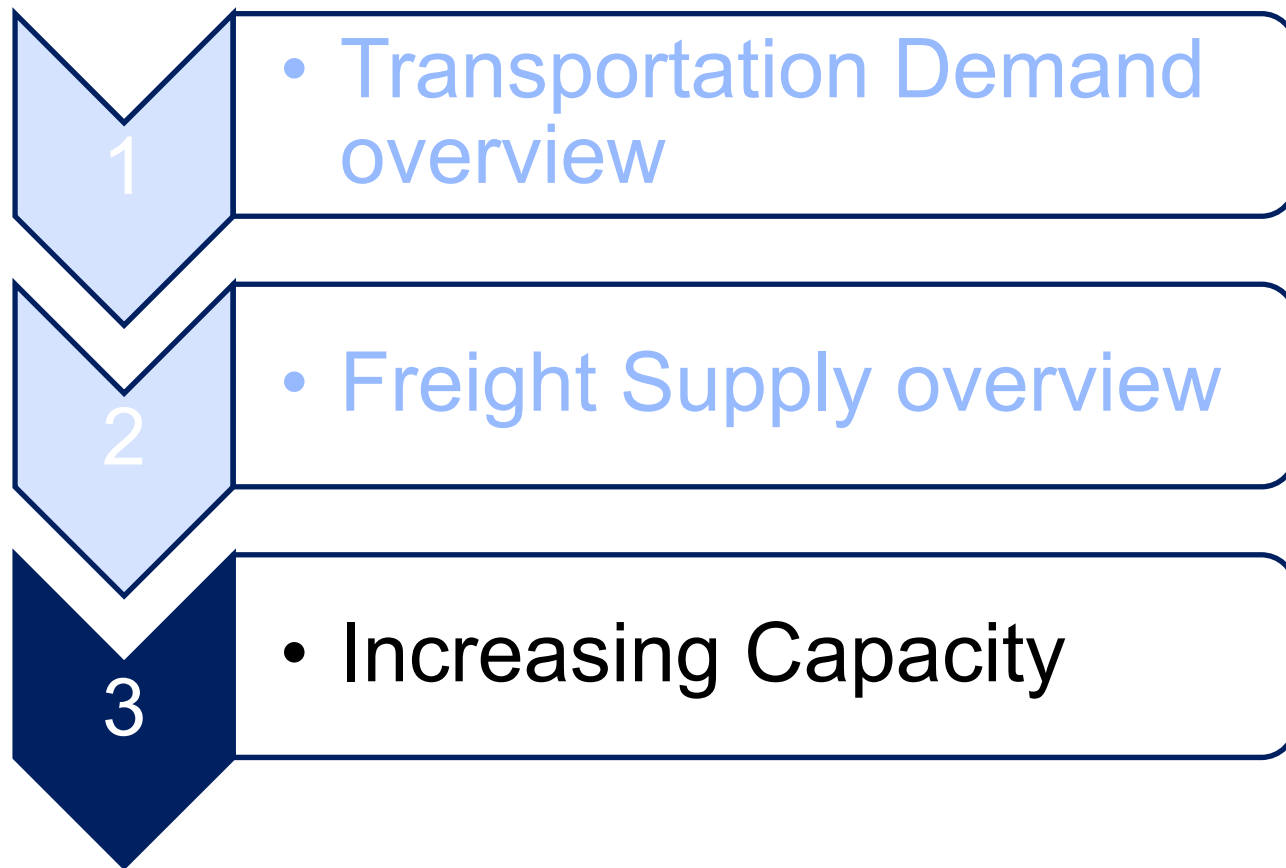 1
• Transportation Demand
overview
2
• Freight Supply overview
3
• Increasing Capacity